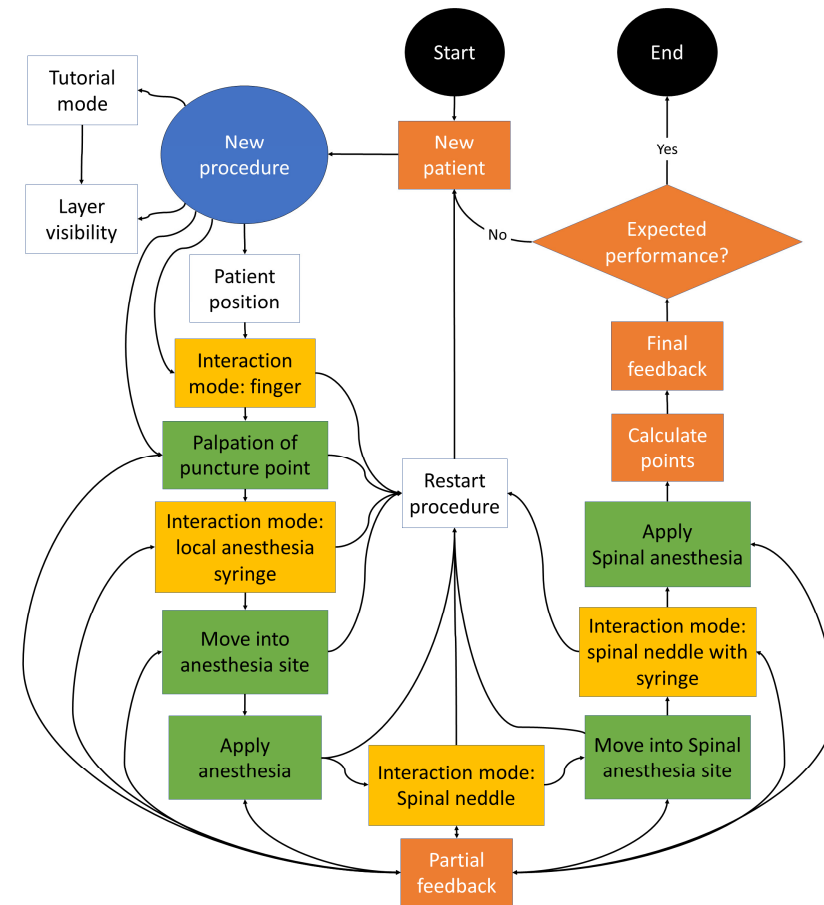 Start
End
Tutorial
mode
New
procedure
New
patient
Yes
Layer
visibility
No
Expected
performance?
Patient
position
Interaction
mode: finger
Final
feedback
Palpation of
puncture point
Calculate
points
Restart
procedure
Interaction mode:
local anesthesia
syringe
Apply
Spinal anesthesia
Move into
anesthesia site
Interaction mode:
spinal neddle with
syringe
Apply
anesthesia
Interaction mode:
Spinal neddle
Move into Spinal
anesthesia site
Partial
feedback